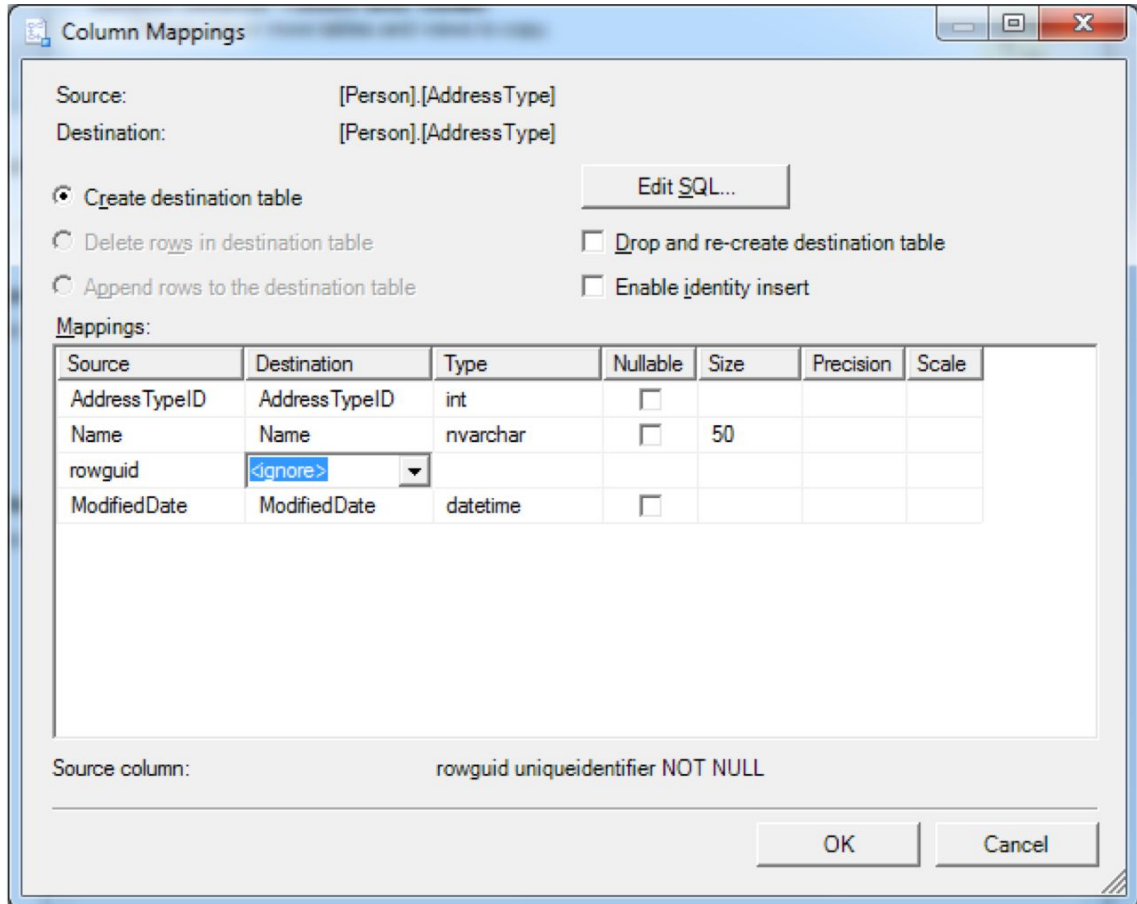 Column Mappings
Source: [Person].[AddressType]
Destination: [Person].[AddressType]
Create destination table
Edit SQL...
Delete rows in destination table
Drop and re-create destination table
Append rows to the destination table
Enable identity insert
Mappings:
Source Destination Type Nullable Size Precision Scale
AddressTypeID AddressTypeID int
Name Name nvarchar 50
rowguid <ignore>
ModifiedDate ModifiedDate datetime
Source column: rowguid uniqueidentifier NOT NULL
OK Cancel